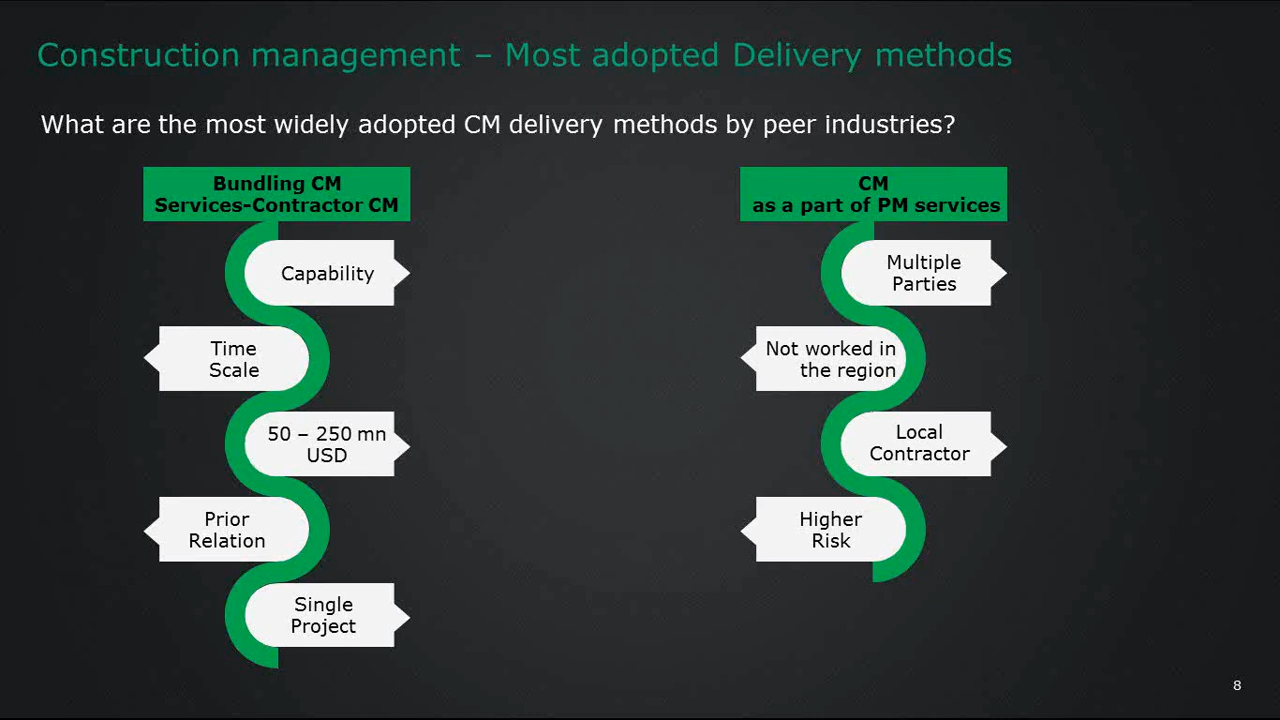 Construction management – Most adopted Delivery methods
What are the most widely adopted CM delivery methods by peer industries?
Bundling CM
Services-Contractor CM
Capability
Time
Scale
50 – 250 mn
USD
Prior
Relation
Single
Project
CM
as a part of PM services
Multiple
Parties
Not worked in
the region
Local
Contractor
Higher
Risk
8